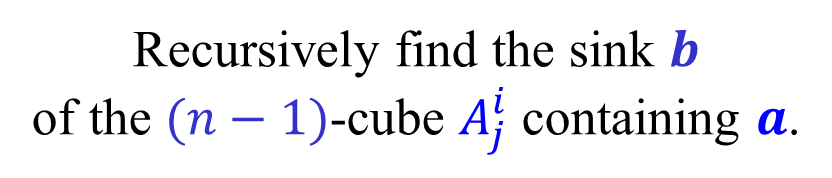 Recursively find the sink b
of the (n − 1)-cube A_j^i containing a.